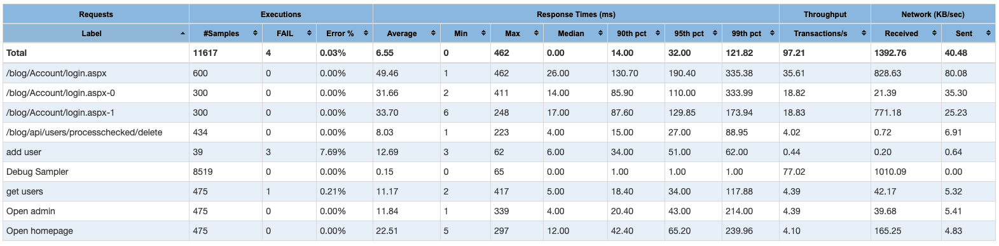 Requests Executions Response Times (ms) Throughput Network (KB/sec)
Label #Samples FAIL Error % Average Min Max Median 90th pct 95th pct 99th pct Transactions/s Received Sent
Total 11617 4 0.03% 6.55 0 462 0.00 14.00 32.00 121.82 97.21 1392.76 40.48
/blog/Account/login.aspx 600 0 0.00% 49.46 1 462 26.00 130.70 190.40 335.38 35.61 828.63 80.08
/blog/Account/login.aspx-0 300 0 0.00% 31.66 2 411 14.00 85.90 110.00 333.99 18.82 21.39 35.30
/blog/Account/login.aspx-1 300 0 0.00% 33.70 6 248 17.00 87.60 129.85 173.94 18.83 771.18 25.23
/blog/api/users/processchecked/delete 434 0 0.00% 8.03 1 223 4.00 15.00 27.00 88.95 4.02 0.72 6.91
add user 39 3 7.69% 12.69 3 62 6.00 34.00 51.00 62.00 0.44 0.20 0.64
Debug Sampler 8519 0 0.00% 0.15 0 65 0.00 1.00 1.00 1.00 77.02 1010.09 0.00
get users 475 1 0.21% 11.17 2 417 5.00 18.40 34.00 117.88 4.39 42.17 5.32
Open admin 475 0 0.00% 11.84 1 339 4.00 20.40 43.00 214.00 4.39 39.68 5.41
Open homepage 475 0 0.00% 22.51 5 297 12.00 42.40 65.20 239.96 4.10 165.25 4.83